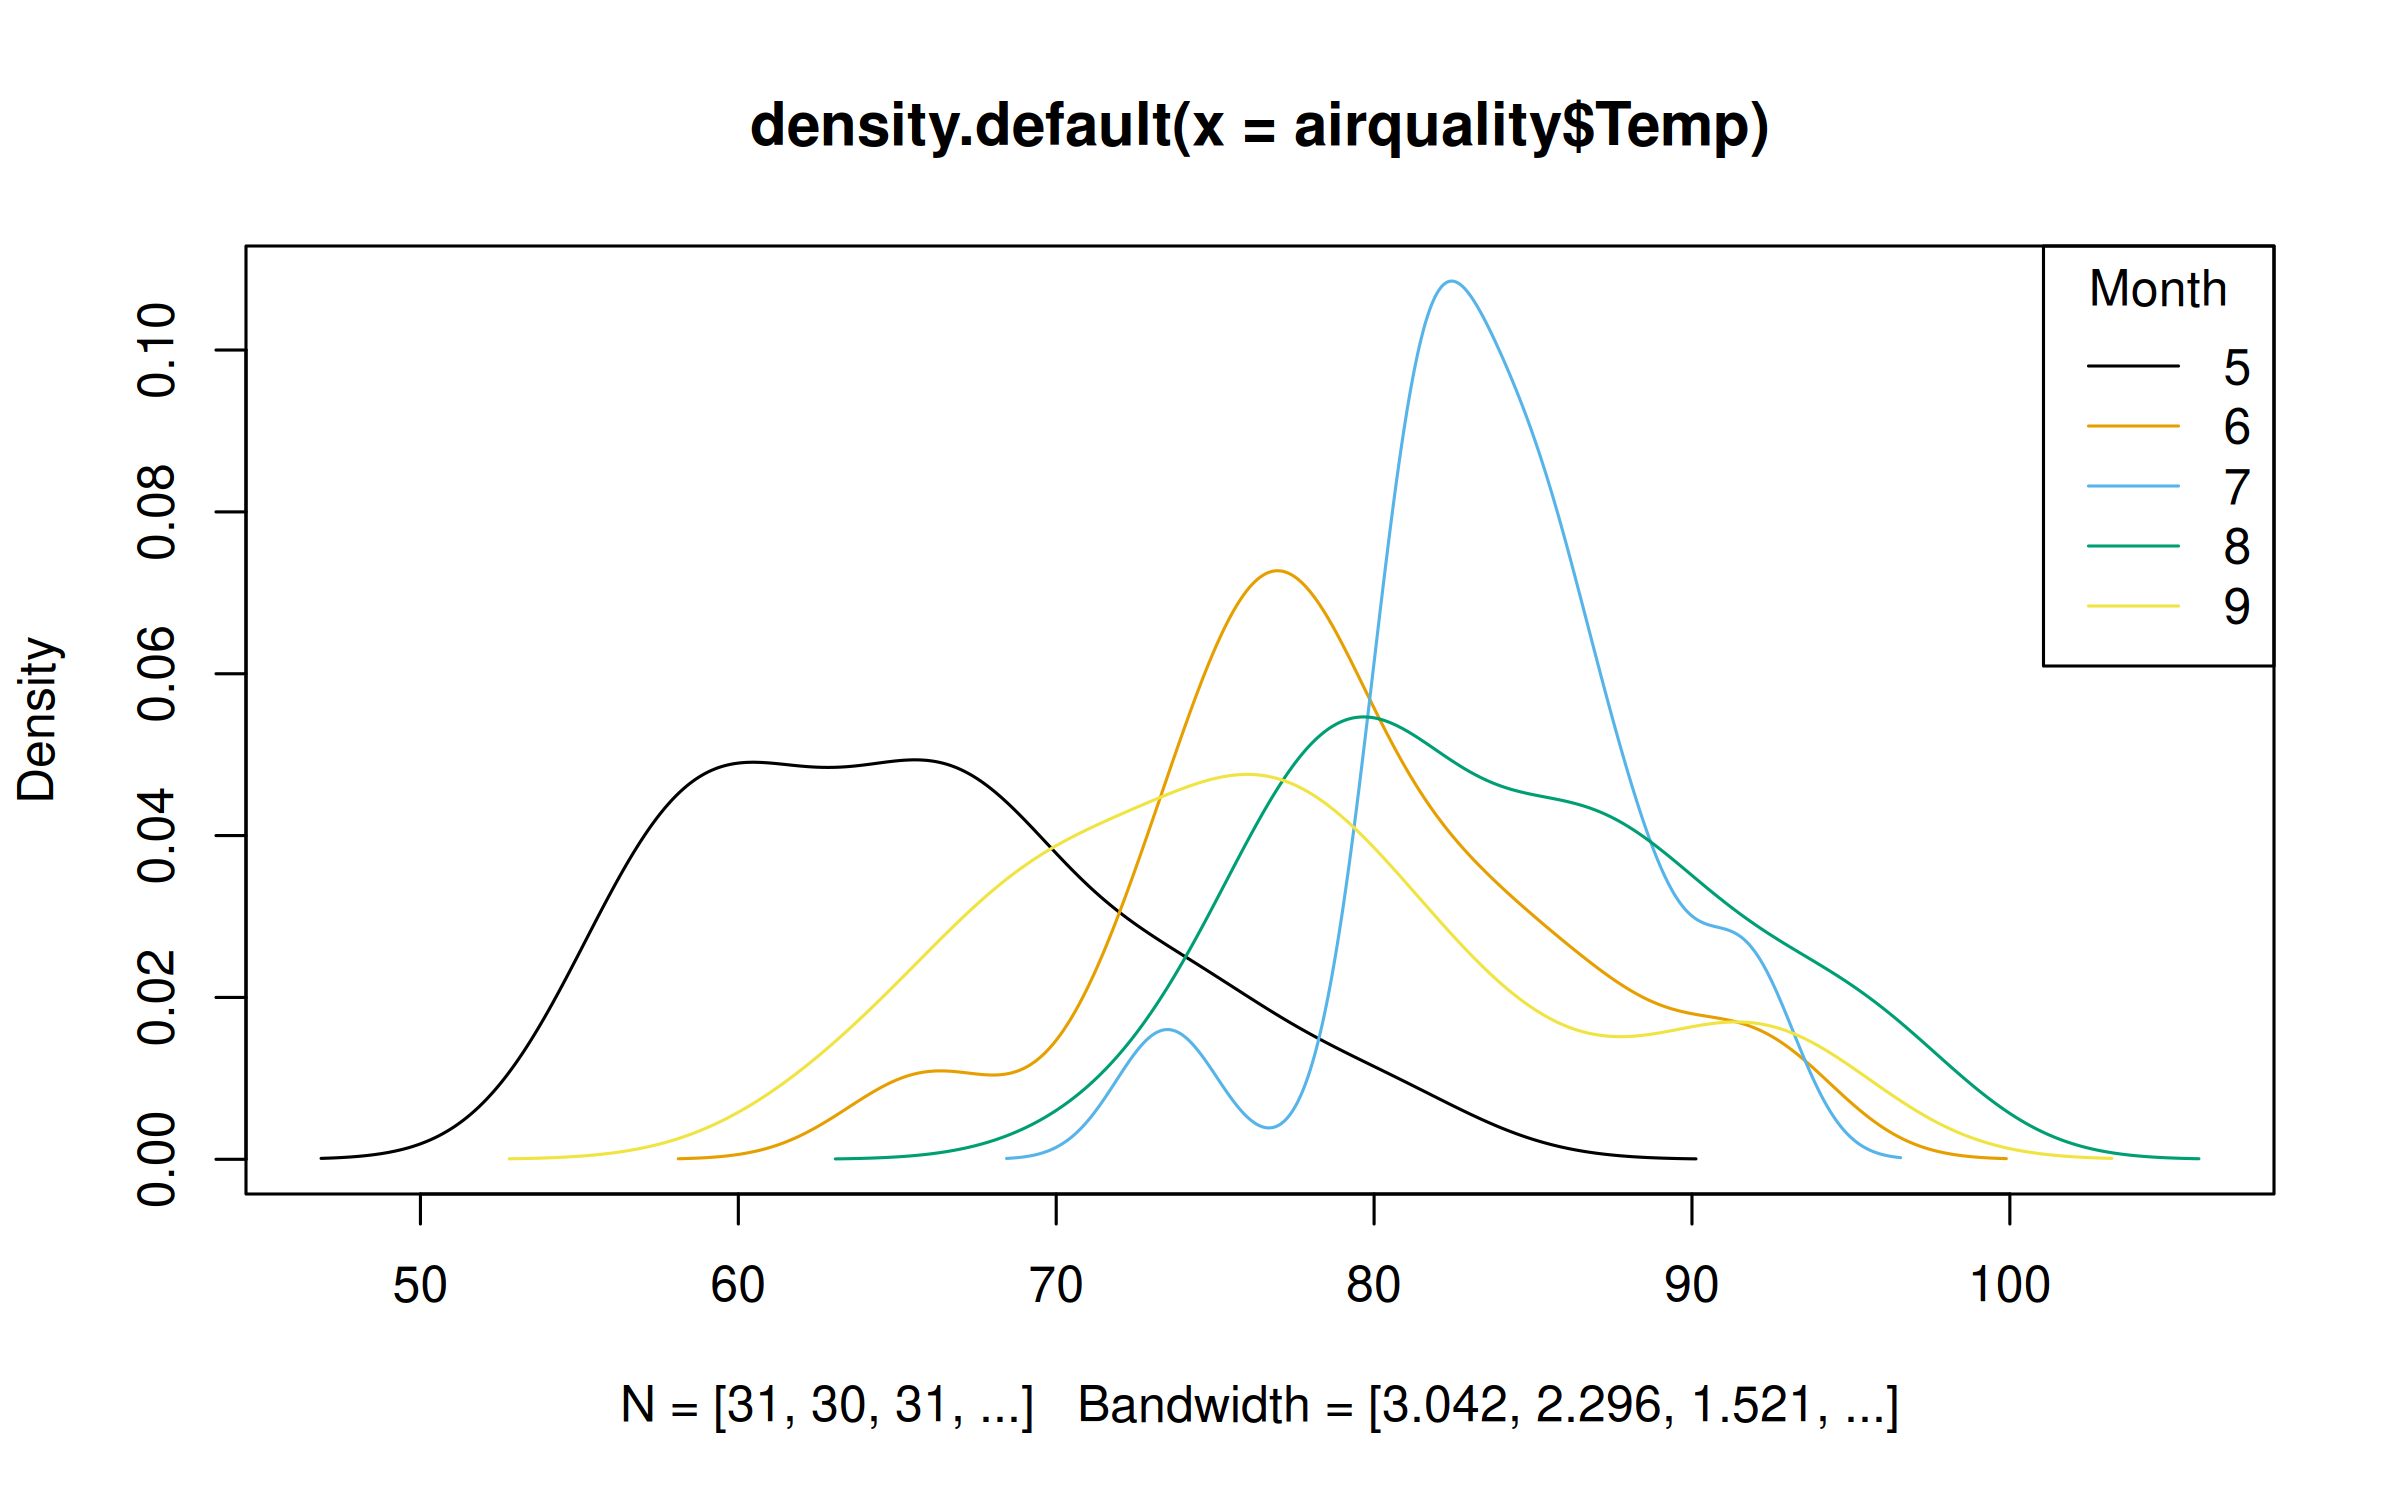 density.default(x = airquality$Temp)
Month
5
6
7
8
9
Density
0.00
0.02
0.04
0.06
0.08
0.10
50 60 70 80 90 100
N = [31, 30, 31, ...]   Bandwidth = [3.042, 2.296, 1.521, ...]